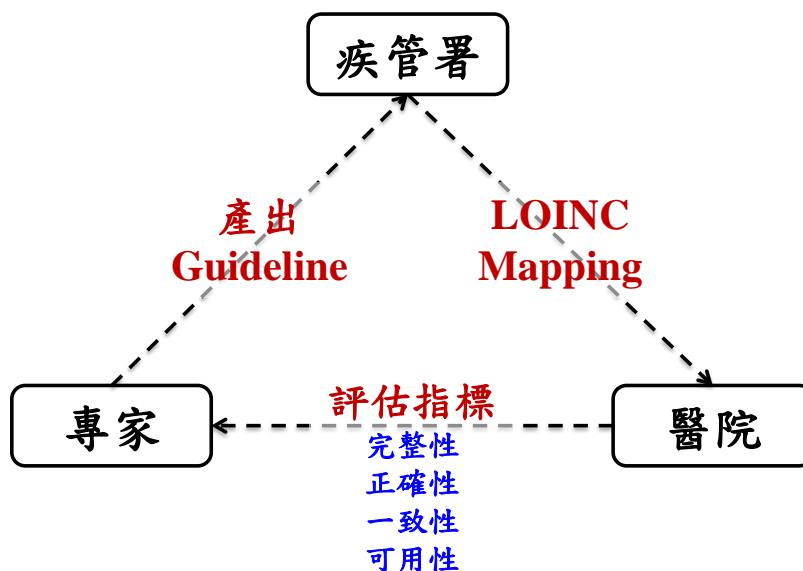 疾管署
產出
Guideline
LOINC
Mapping
專家
評估指標
醫院
完整性
正確性
一致性
可用性